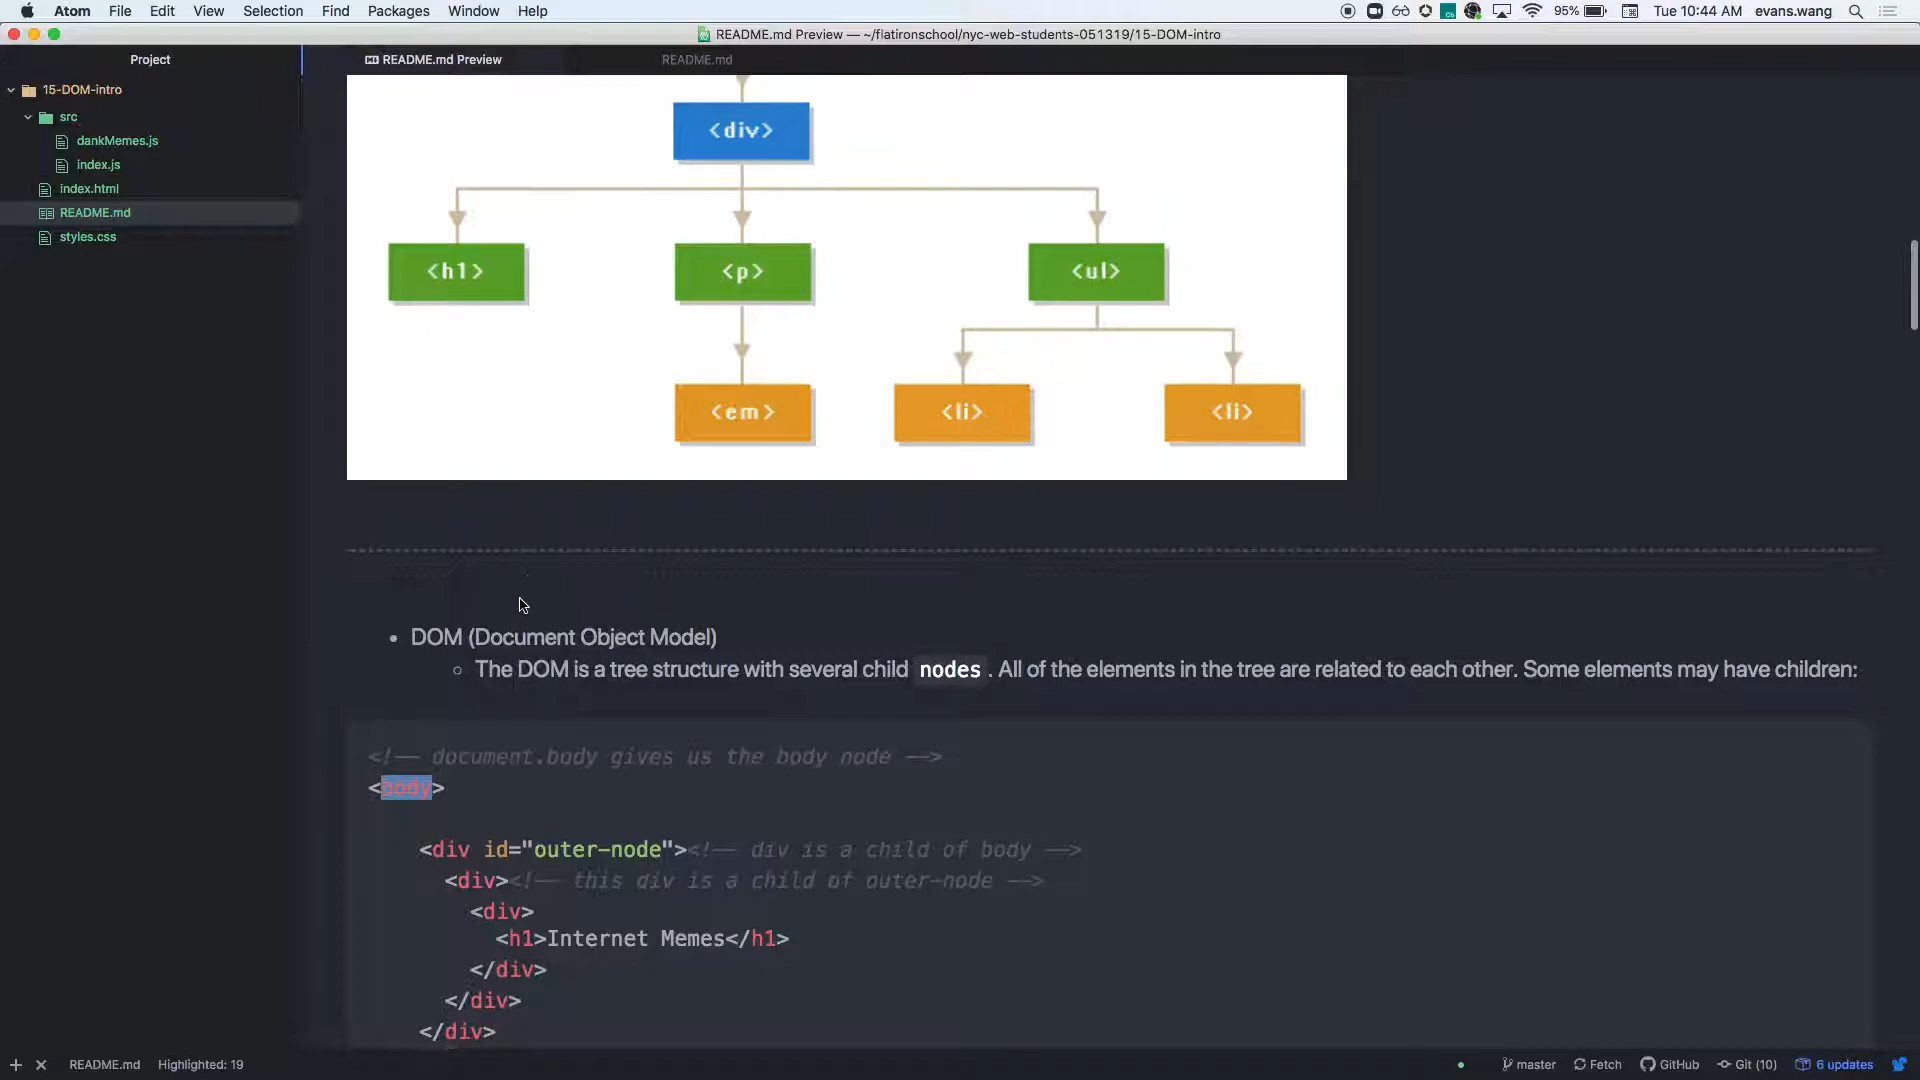 Atom File Edit View Selection Find Packages Window Help 95% Tue 10:44 AM evans.wang
README.md Preview — ~/flatironschool/nyc-web-students-051319/15-DOM-intro
Project
README.md Preview
README.md
15-DOM-intro
src
dankMemes.js
index.js
index.html
README.md
styles.css
<div>
<h1> <p> <ul>
<em> <li> <li>
DOM (Document Object Model)
The DOM is a tree structure with several child nodes . All of the elements in the tree are related to each other. Some elements may have children:
<!-- document.body gives us the body node -->
<body>
<div id="outer-node"><!-- div is a child of body -->
<div><!-- this div is a child of outer-node -->
<div>
<h1>Internet Memes</h1>
</div>
</div>
</div>
README.md Highlighted: 19 master Fetch GitHub Git (10) 6 updates